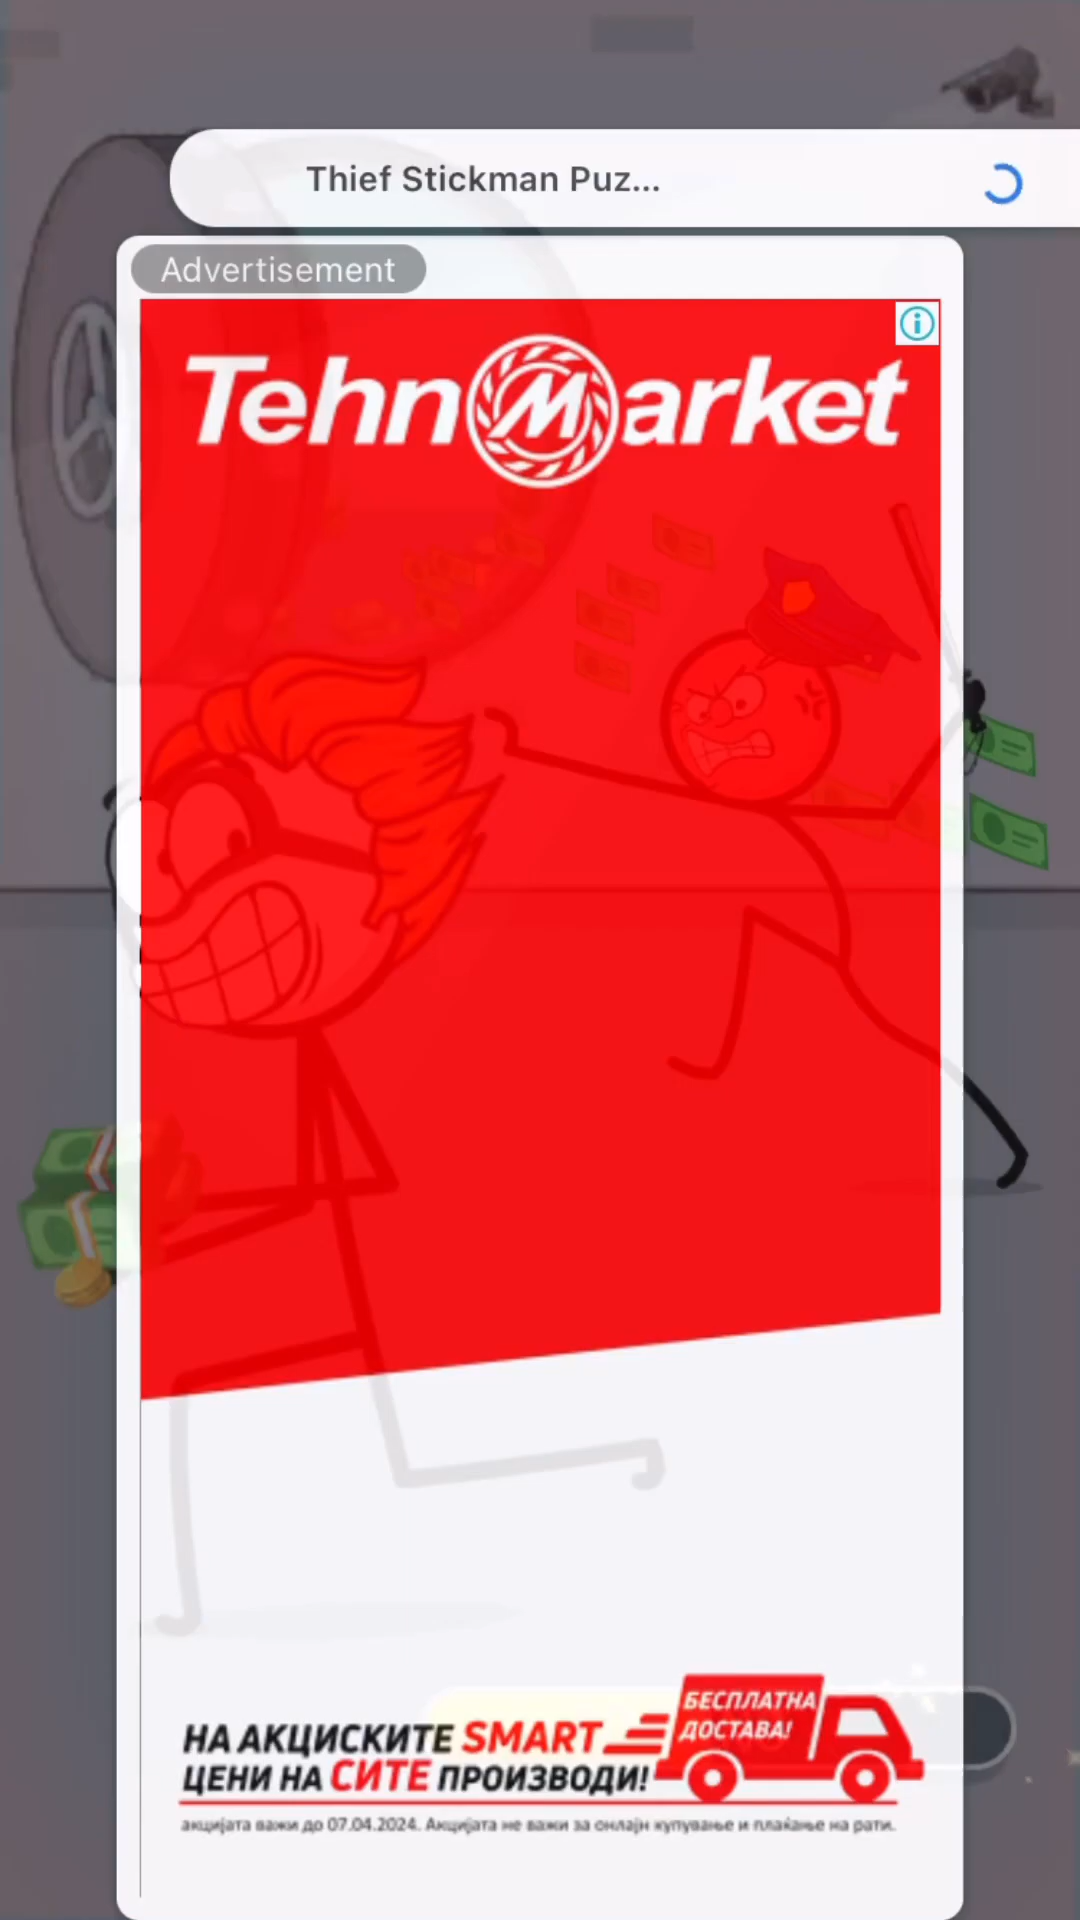 Thief Stickman Puz...
Advertisement
TehnoMarket
БЕСПЛАТНА
ДОСТАВА!
НА АКЦИСКИТЕ SMART
ЦЕНИ НА СИТЕ ПРОИЗВОДИ!
акцијата важи до 07.04.2024. Акцијата не важи за онлајн купување и плаќање на рати.